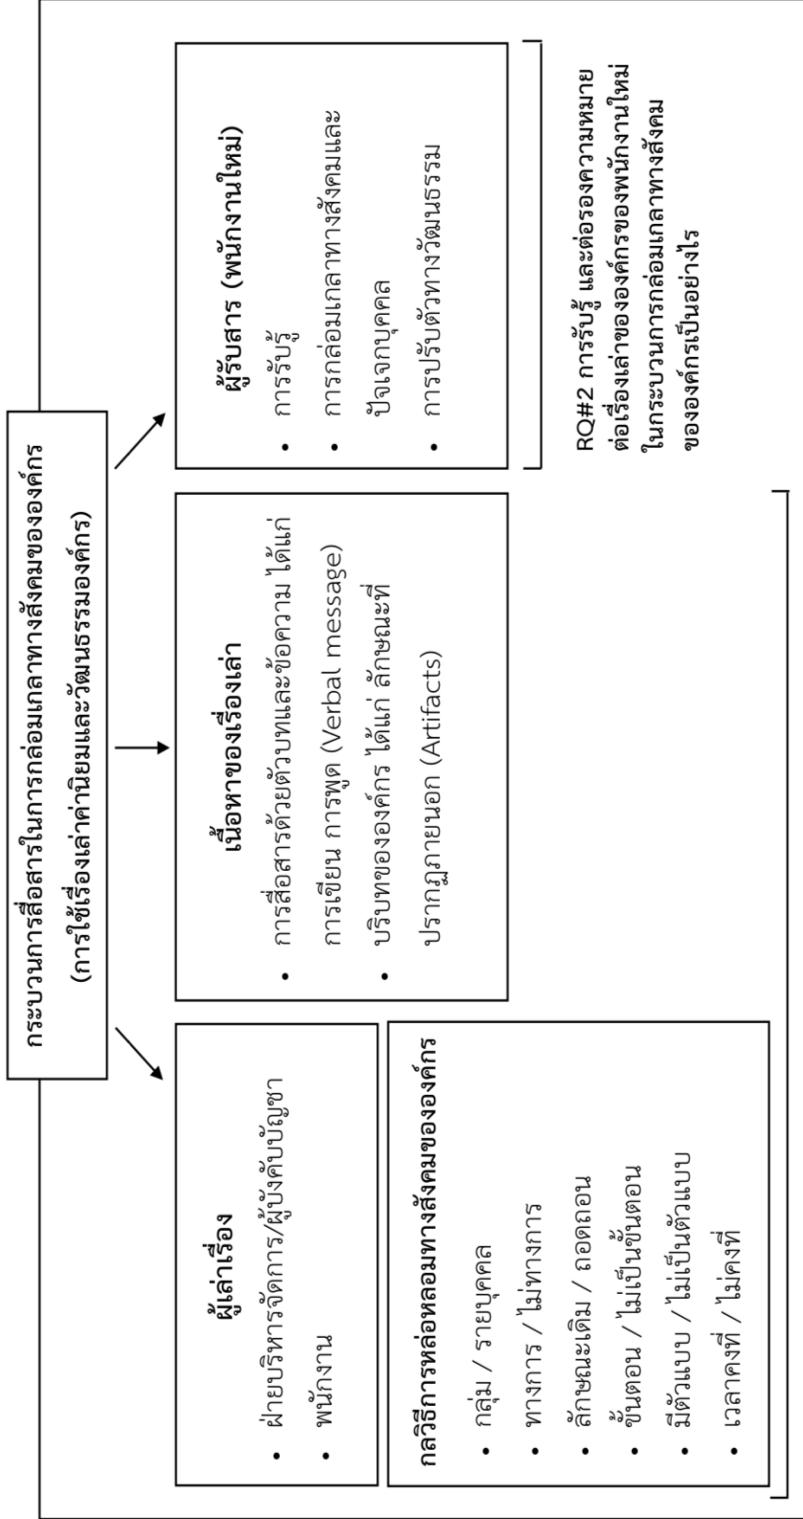 กระบวนการสื่อสารในการกล่อมเกลาทางสังคมขององค์กร
(การใช้เรื่องเล่าค่านิยมและวัฒนธรรมองค์กร)
ผู้เล่าเรื่อง
• ฝ่ายบริหารจัดการ/ผู้บังคับบัญชา
• พนักงาน
กลวิธีการหล่อหลอมทางสังคมขององค์กร
• กลุ่ม / รายบุคคล
• ทางการ / ไม่ทางการ
• ลักษณะเดิม / ถอดถอน
• ขั้นตอน / ไม่เป็นขั้นตอน
• มีตัวแบบ / ไม่เป็นตัวแบบ
• เวลาคงที่ / ไม่คงที่
เนื้อหาของเรื่องเล่า
• การสื่อสารด้วยตัวบทและข้อความ ได้แก่
การเขียน การพูด (Verbal message)
• บริบทขององค์กร ได้แก่ ลักษณะที่
ปรากฏภายนอก (Artifacts)
ผู้รับสาร (พนักงานใหม่)
• การรับรู้
• การกล่อมเกลาทางสังคมและ
ปัจเจกบุคคล
• การปรับตัวทางวัฒนธรรม
RQ#2 การรับรู้ และต่อรองความหมาย
ต่อเรื่องเล่าขององค์กรของพนักงานใหม่
ในกระบวนการกล่อมเกลาทางสังคม
ขององค์กรเป็นอย่างไร